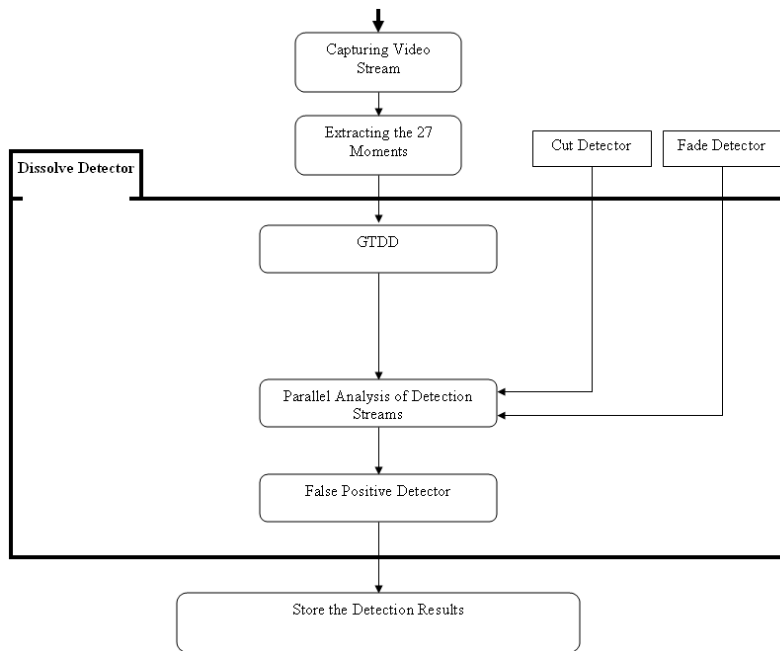 Capturing Video
Stream
Extracting the 27
Moments
Cut Detector
Fade Detector
Dissolve Detector
GTDD
Parallel Analysis of Detection
Streams
False Positive Detector
Store the Detection Results